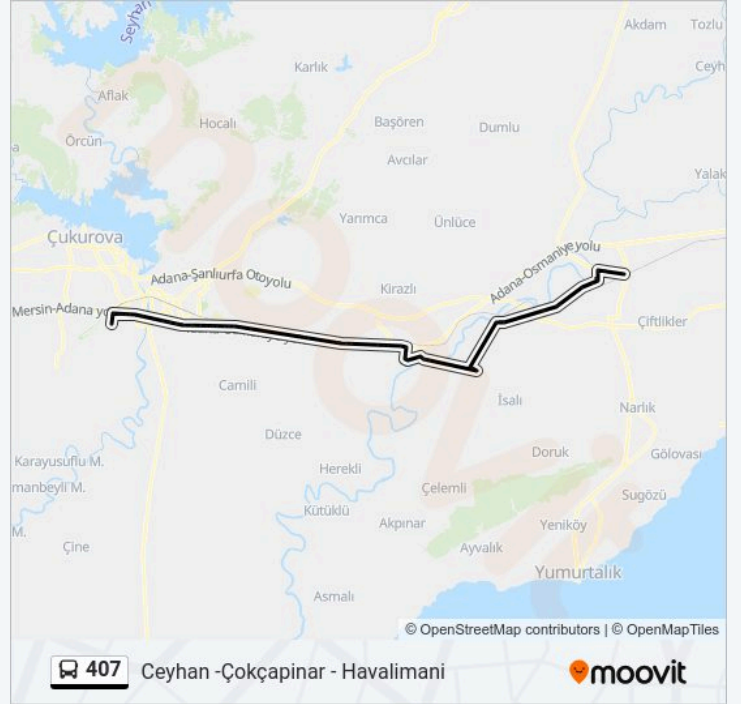 Seyhan
Akdam
Tozlu
Karlık
Ceyh
Aflak
Hocalı
Başören
Dumlu
Örcün
Avcılar
Yalak
Yarımca
Ünlüce
Çukurova
Adana-Şanlıurfa Otoyolu
Adana-Osmaniye yolu
Kirazlı
Mersin-Adana yo
Çiftlikler
Camili
İsalı
Narlık
Düzce
Karayusuflu M.
Herekli
Doruk
Gölovası
manbeyli M.
Çelemli
Sugözü
Kütüklü
Akpınar
Yeniköy
M.
Çine
Ayvalık
Yumurtalık
Asmalı
© OpenStreetMap contributors | © OpenMapTiles
407 Ceyhan -Çokçapinar - Havalimani
moovit